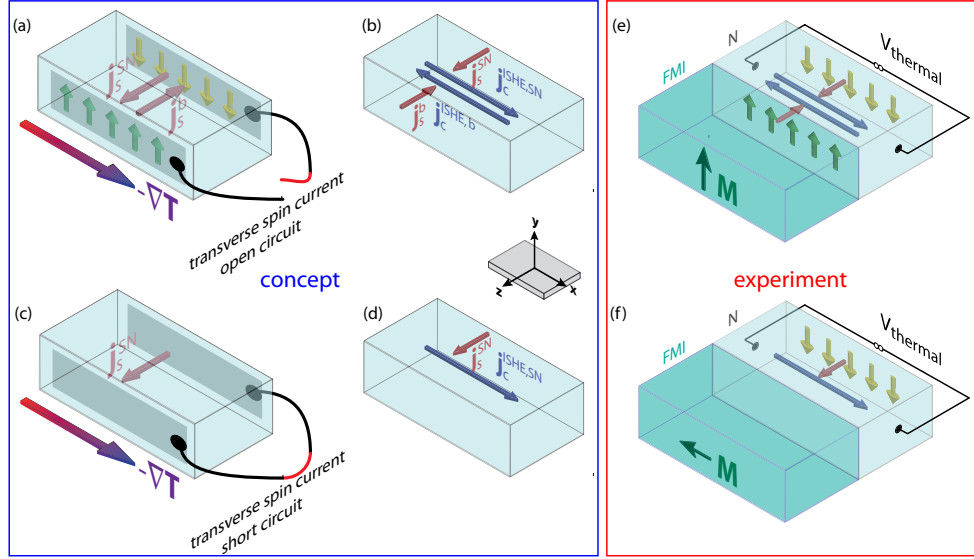 (a)
j_s^SN
j_s^b
-∇T
transverse spin current
open circuit
(b)
j_s^SN j_c^ISHE,SN
j_s^b j_c^ISHE,b
concept
y
z
x
(c)
j_s^SN
-∇T
transverse spin current
short circuit
(d)
j_s^SN j_c^ISHE,SN
(e)
N
FMI
V_thermal
M
experiment
(f)
N
FMI
V_thermal
M